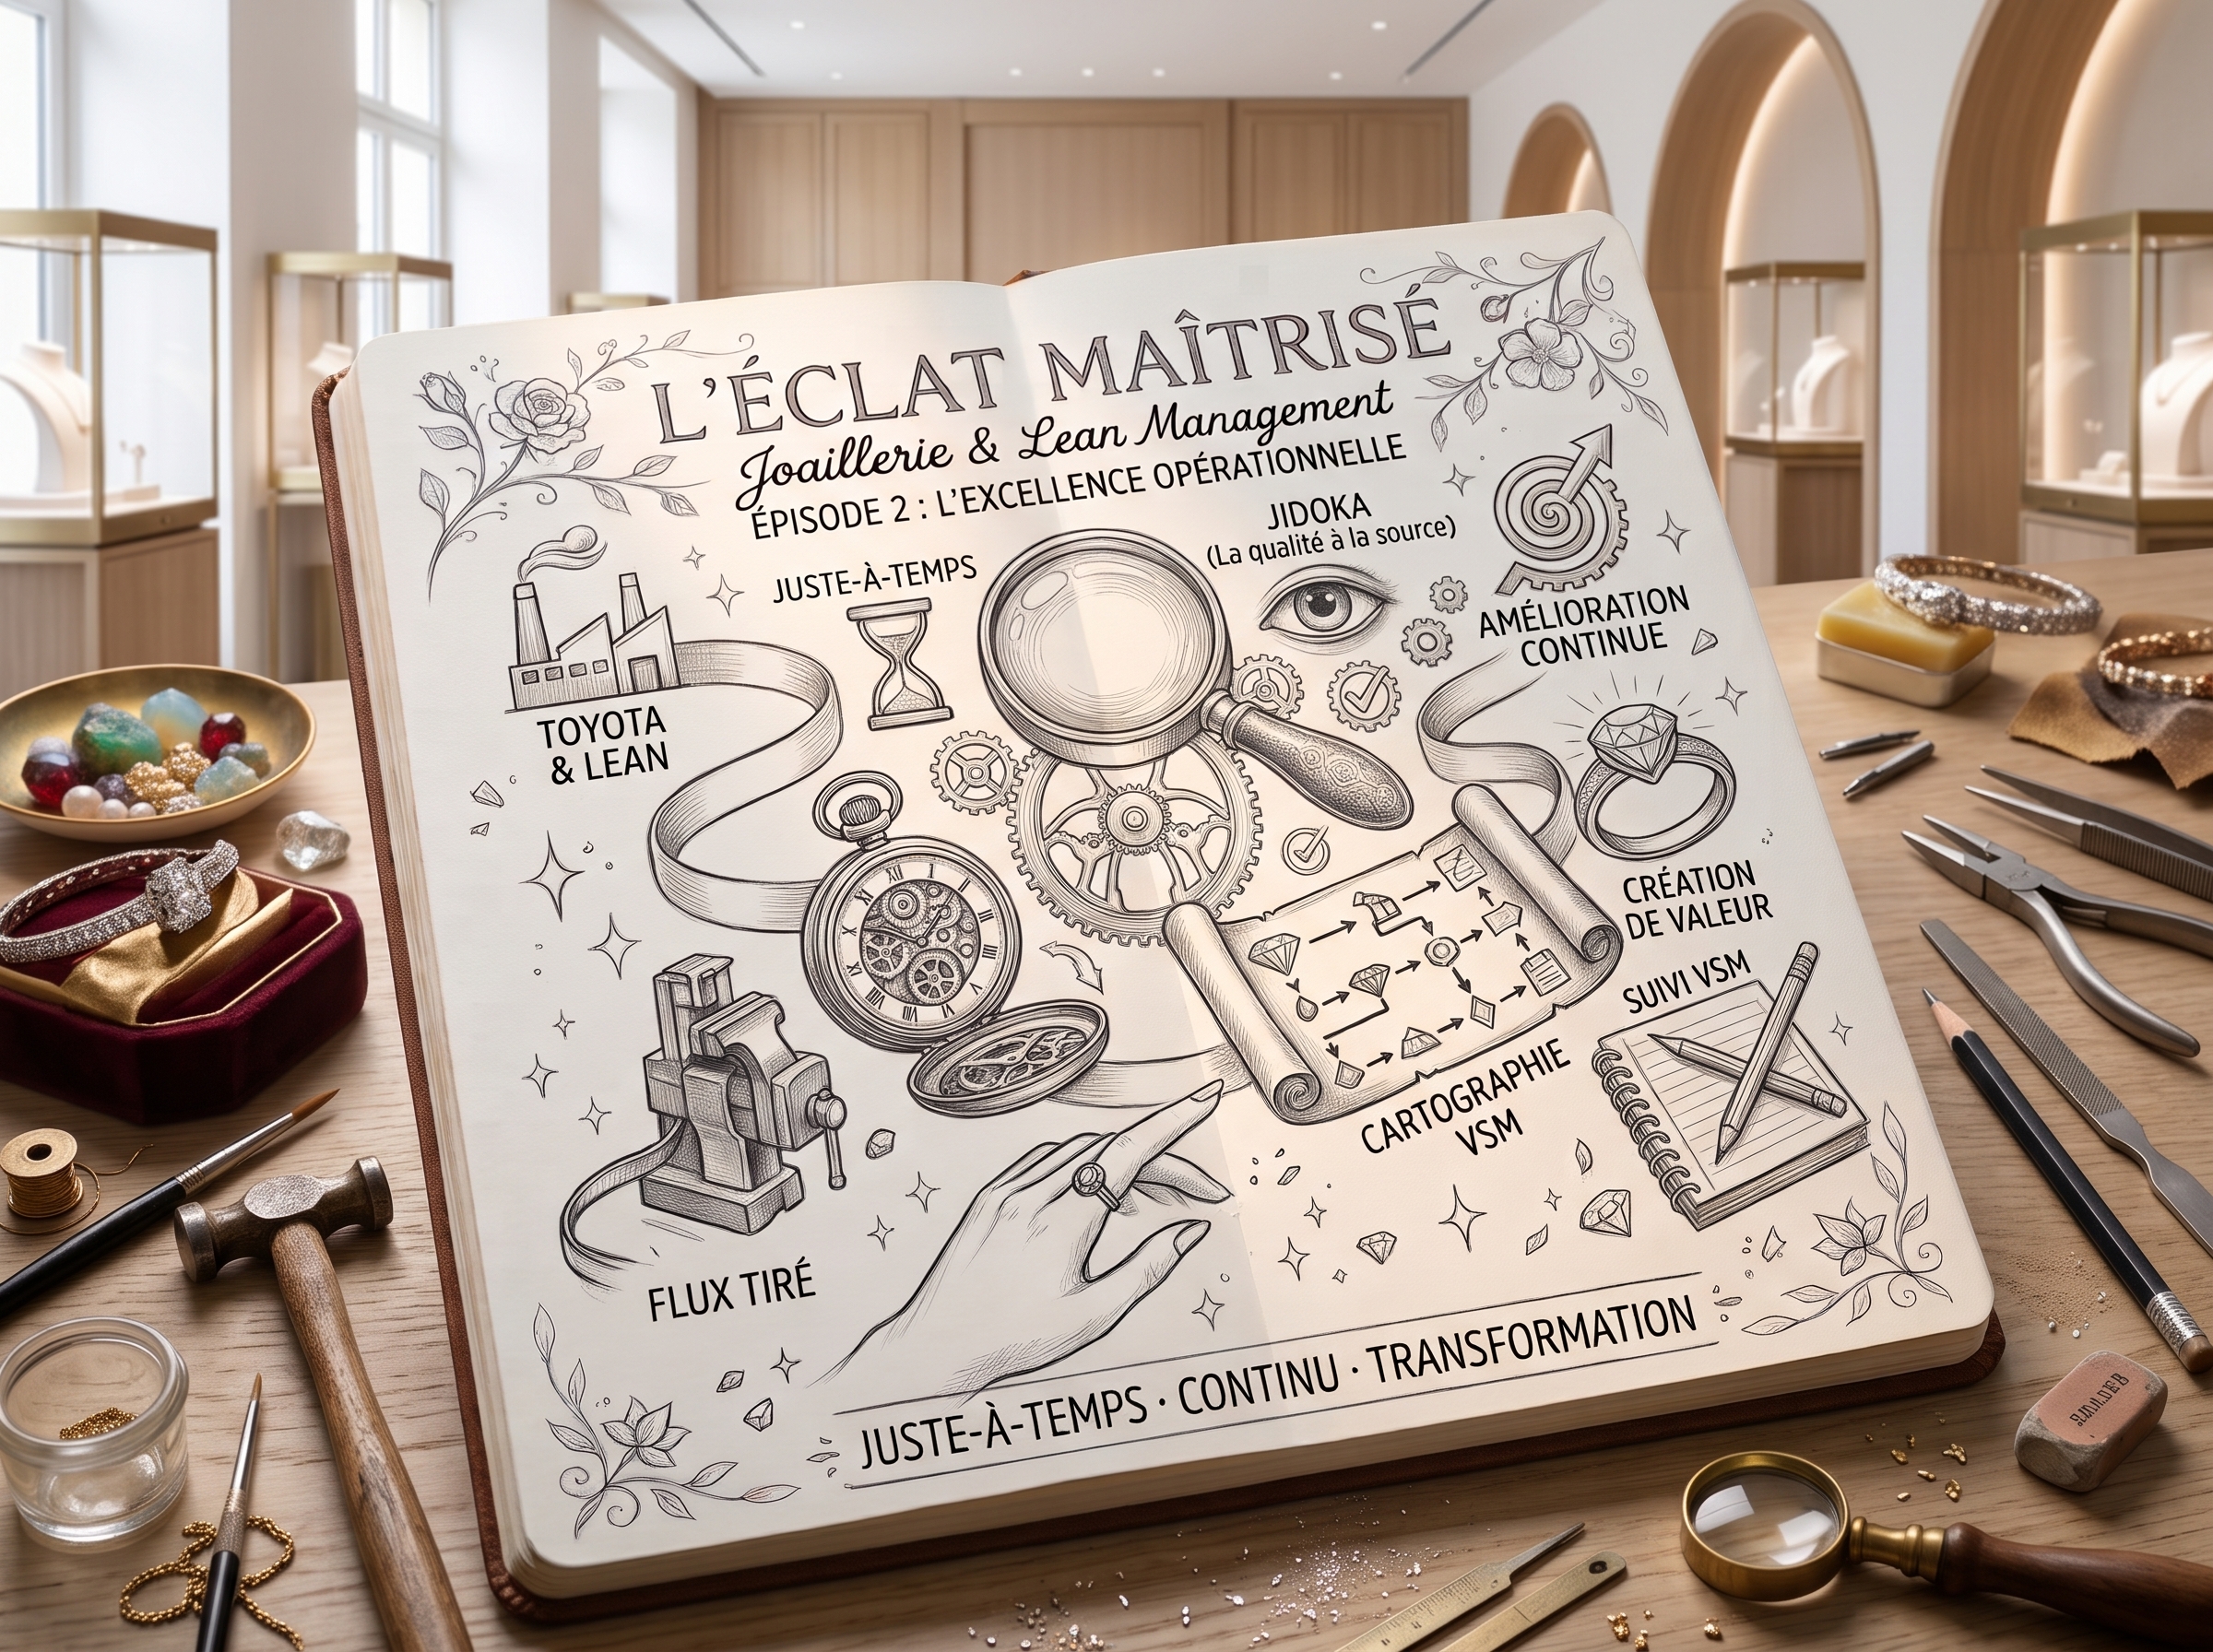 L'ÉCLAT MAÎTRISÉ
Joaillerie & Lean Management
ÉPISODE 2 : L'EXCELLENCE OPÉRATIONNELLE
JUSTE-À-TEMPS
JIDOKA
(La qualité à la source)
AMÉLIORATION
CONTINUE
TOYOTA
& LEAN
CRÉATION
DE VALEUR
SUIVI VSM
CARTOGRAPHIE
VSM
FLUX TIRÉ
JUSTE-À-TEMPS · CONTINU · TRANSFORMATION